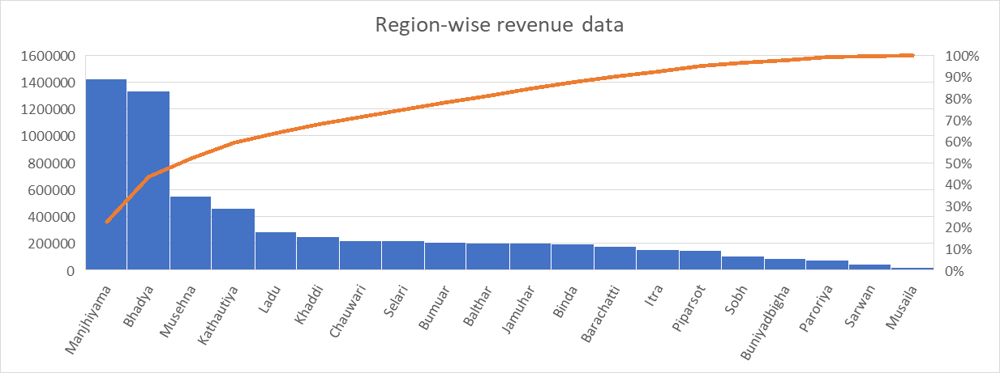 Region-wise revenue data
1600000
1400000
1200000
1000000
800000
600000
400000
200000
0
100%
90%
80%
70%
60%
50%
40%
30%
20%
10%
0%
Manjhiyama
Bhadya
Musehna
Kathautiya
Ladu
Khaddi
Chauwari
Selari
Bumuar
Balthar
Jamuhar
Binda
Barachatti
Itra
Piparsot
Sobh
Buniyadbigha
Paroriya
Sarwan
Musaila